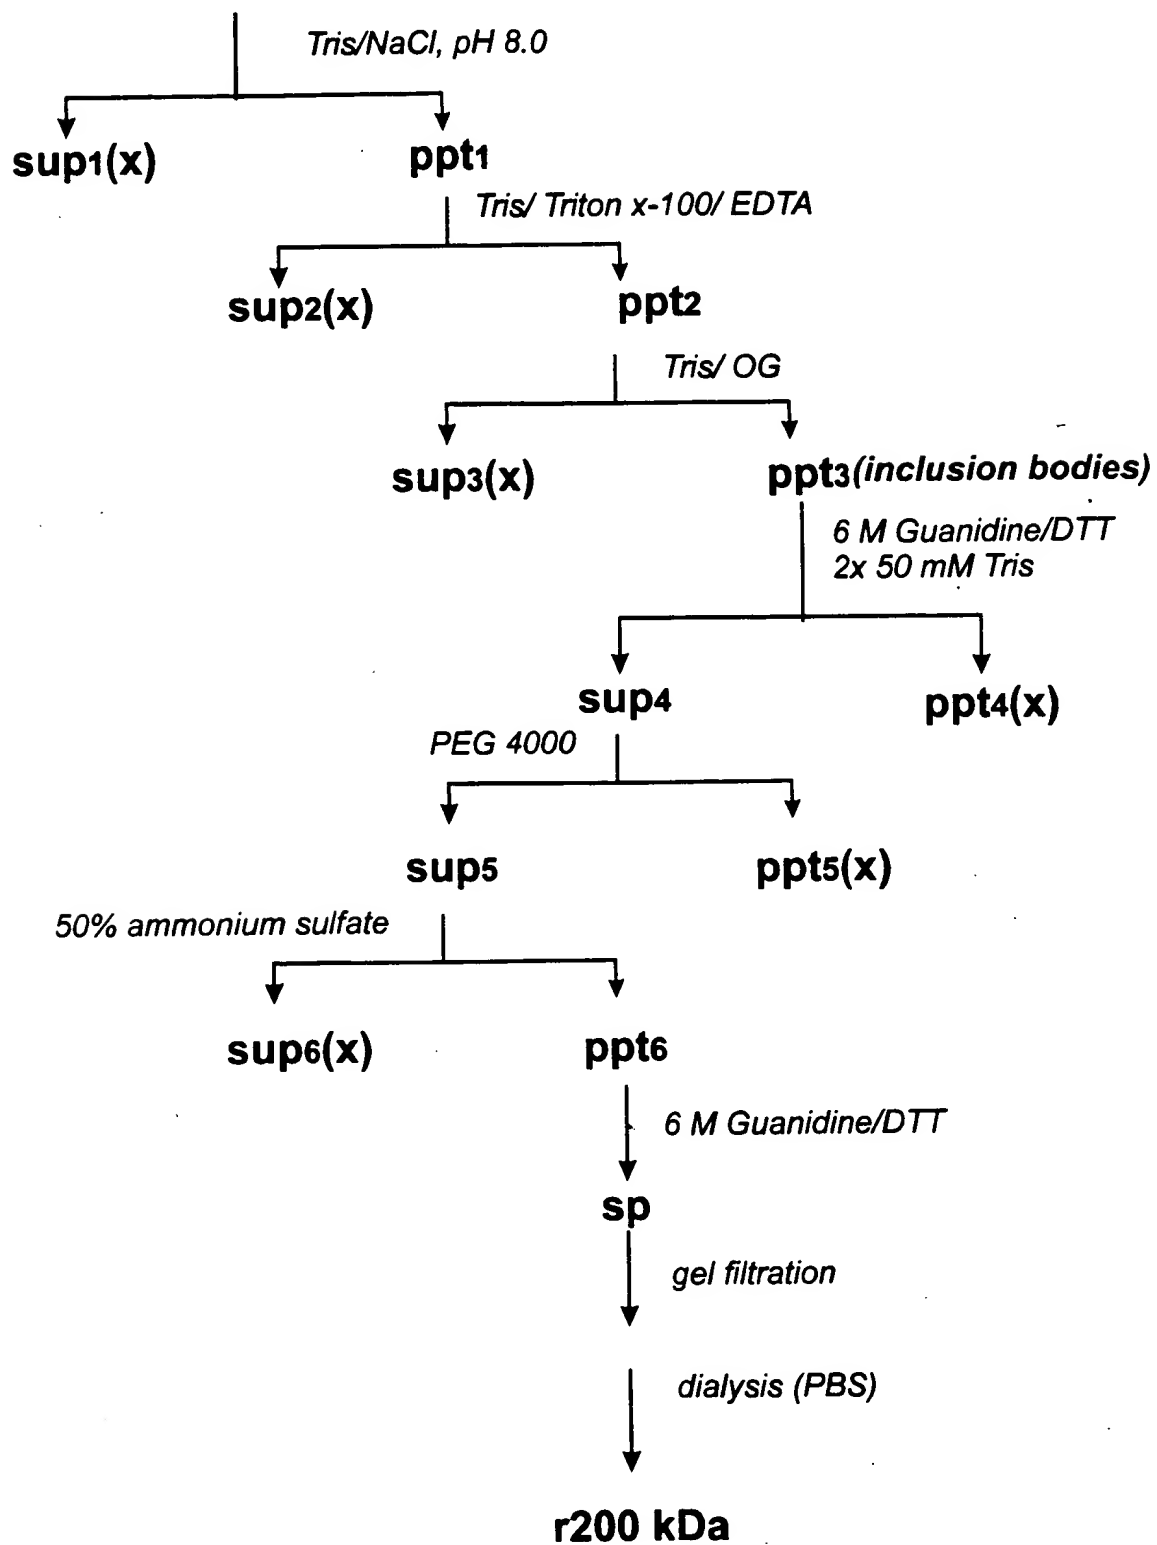 Tris/NaCl, pH 8.0
sup1(x) ppt1
Tris/ Triton x-100/ EDTA
sup2(x) ppt2
Tris/ OG
sup3(x) ppt3(inclusion bodies)
6 M Guanidine/DTT
2x 50 mM Tris
sup4 ppt4(x)
PEG 4000
sup5 ppt5(x)
50% ammonium sulfate
sup6(x) ppt6
6 M Guanidine/DTT
sp
gel filtration
dialysis (PBS)
r200 kDa